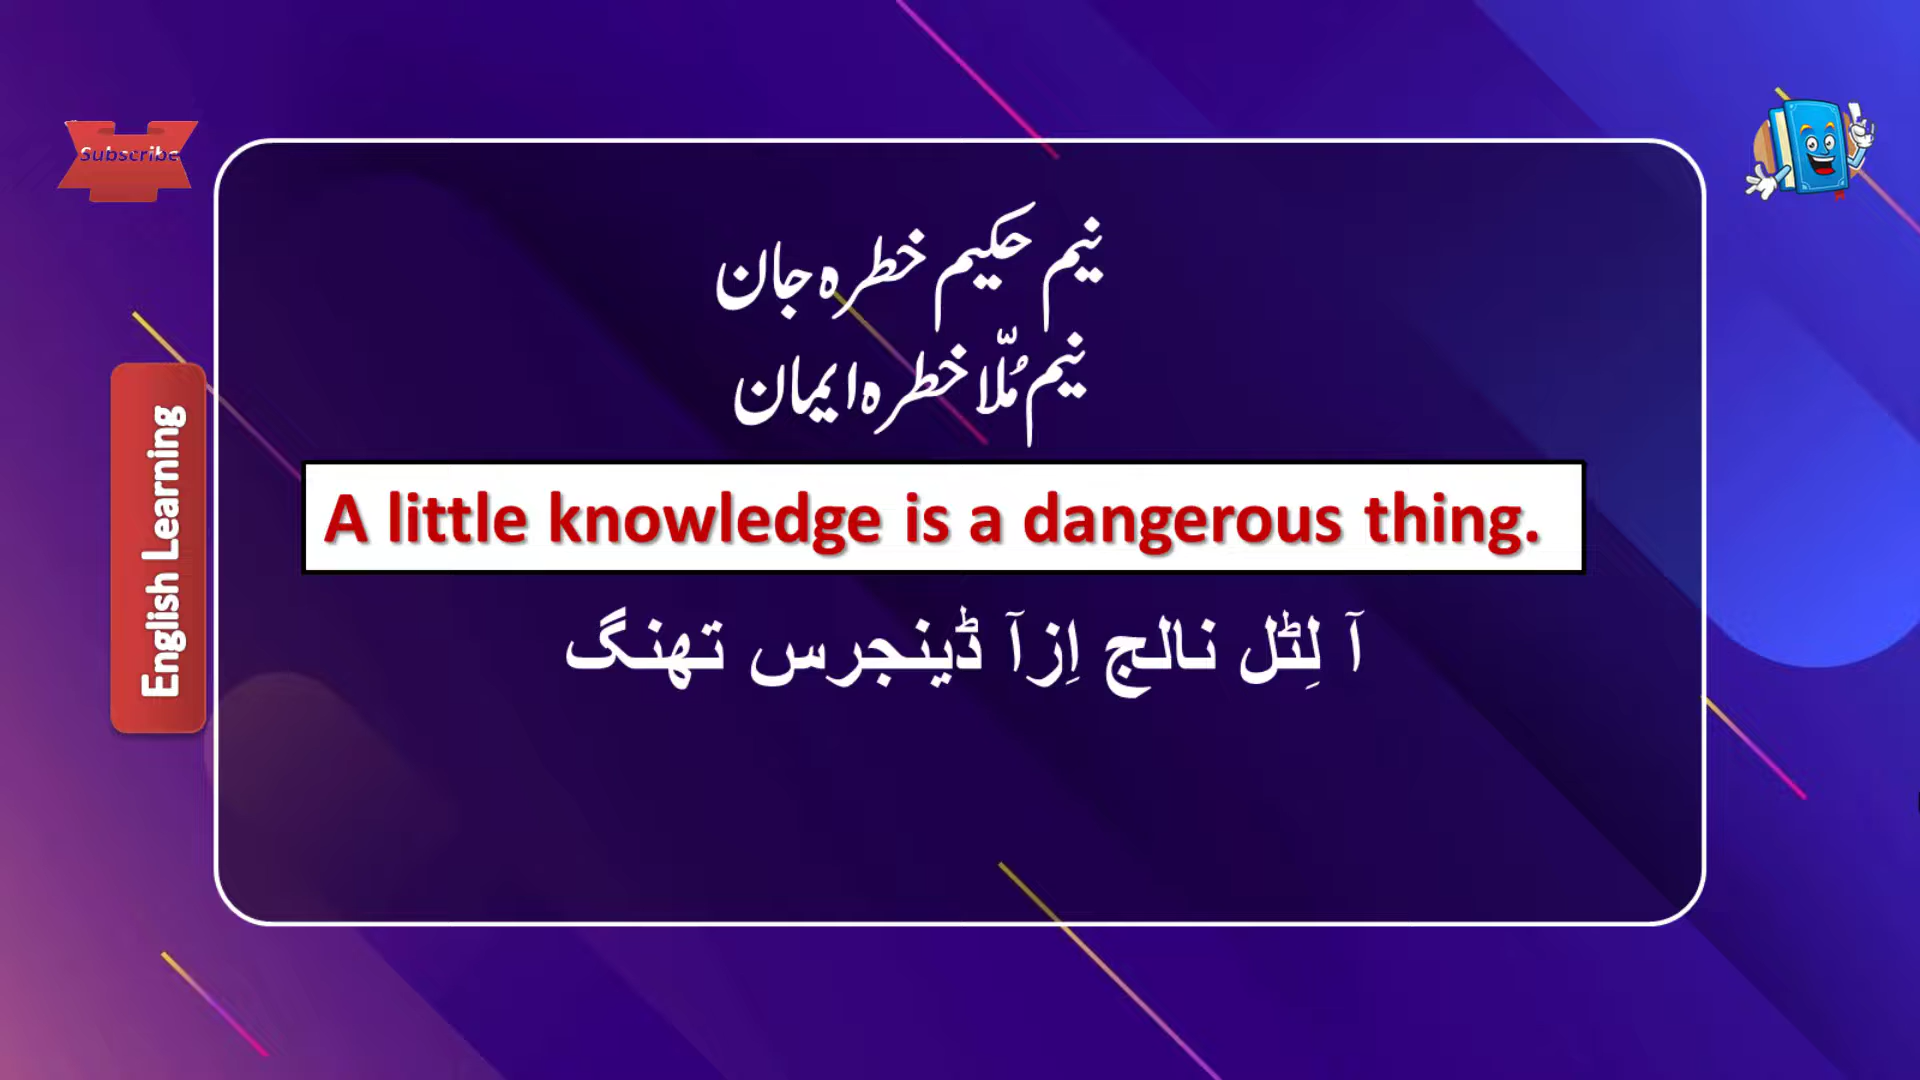 Subscribe
نیم حکیم خطرہ جان
نیم مُلّا خطرہ ایمان
English Learning
A little knowledge is a dangerous thing.
آ لِٹل نالج اِز آ ڈینجرس تھنگ